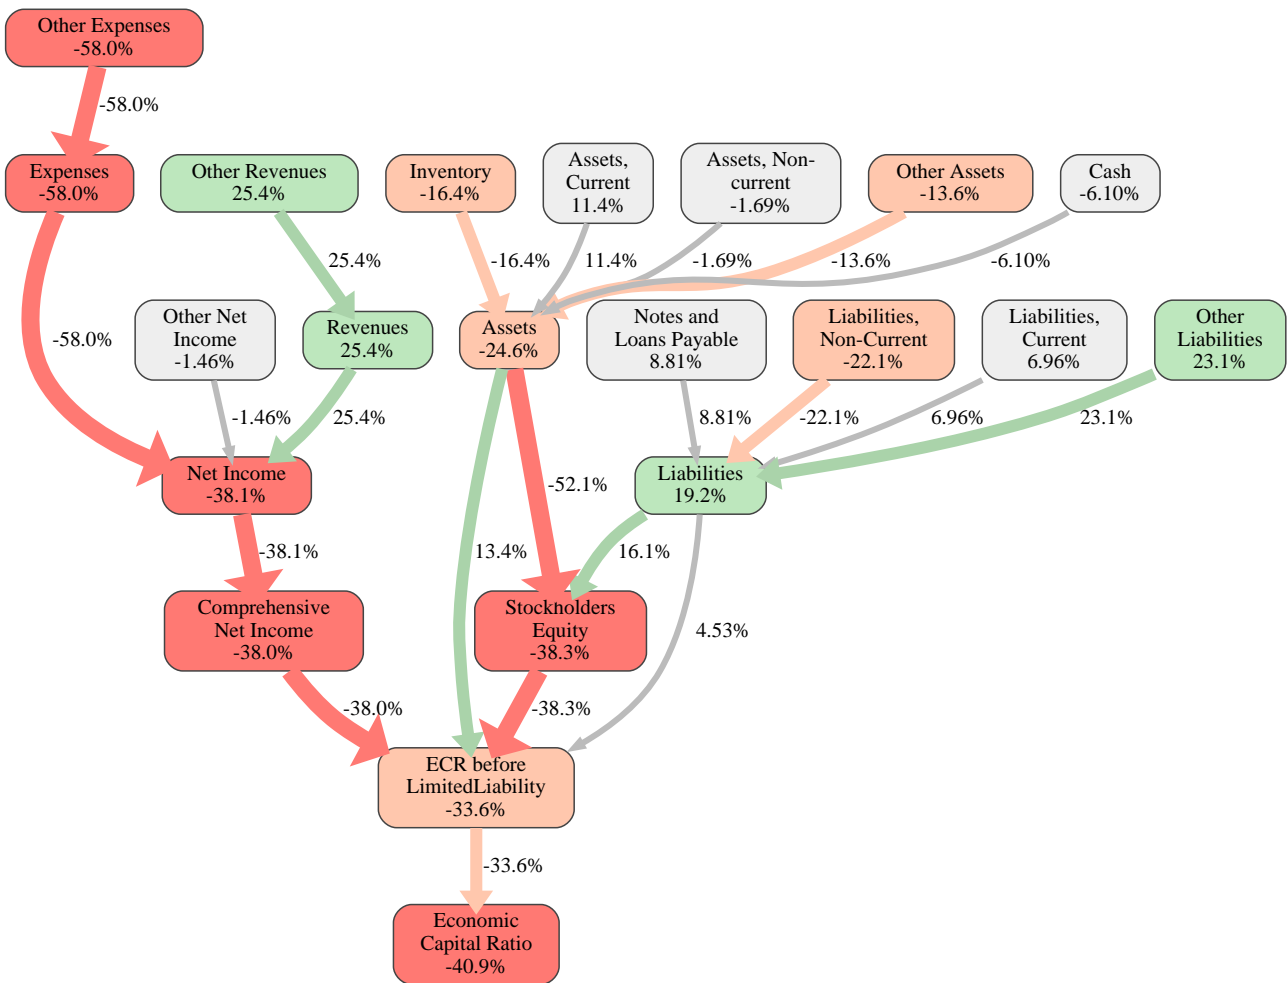 Other Expenses
-58.0%
-58.0%
Expenses
-58.0%
Other Revenues
25.4%
Inventory
-16.4%
Assets,
Current
11.4%
Assets, Non-
current
-1.69%
Other Assets
-13.6%
Cash
-6.10%
-58.0%
25.4%
-16.4%
11.4%
-1.69%
-13.6%
-6.10%
Other Net
Income
-1.46%
Revenues
25.4%
Assets
-24.6%
Notes and
Loans Payable
8.81%
Liabilities,
Non-Current
-22.1%
Liabilities,
Current
6.96%
Other
Liabilities
23.1%
-1.46%
25.4%
8.81%
-22.1%
6.96%
23.1%
Net Income
-38.1%
-52.1%
Liabilities
19.2%
-38.1%
13.4%
16.1%
4.53%
Comprehensive
Net Income
-38.0%
Stockholders
Equity
-38.3%
-38.0%
-38.3%
ECR before
LimitedLiability
-33.6%
-33.6%
Economic
Capital Ratio
-40.9%